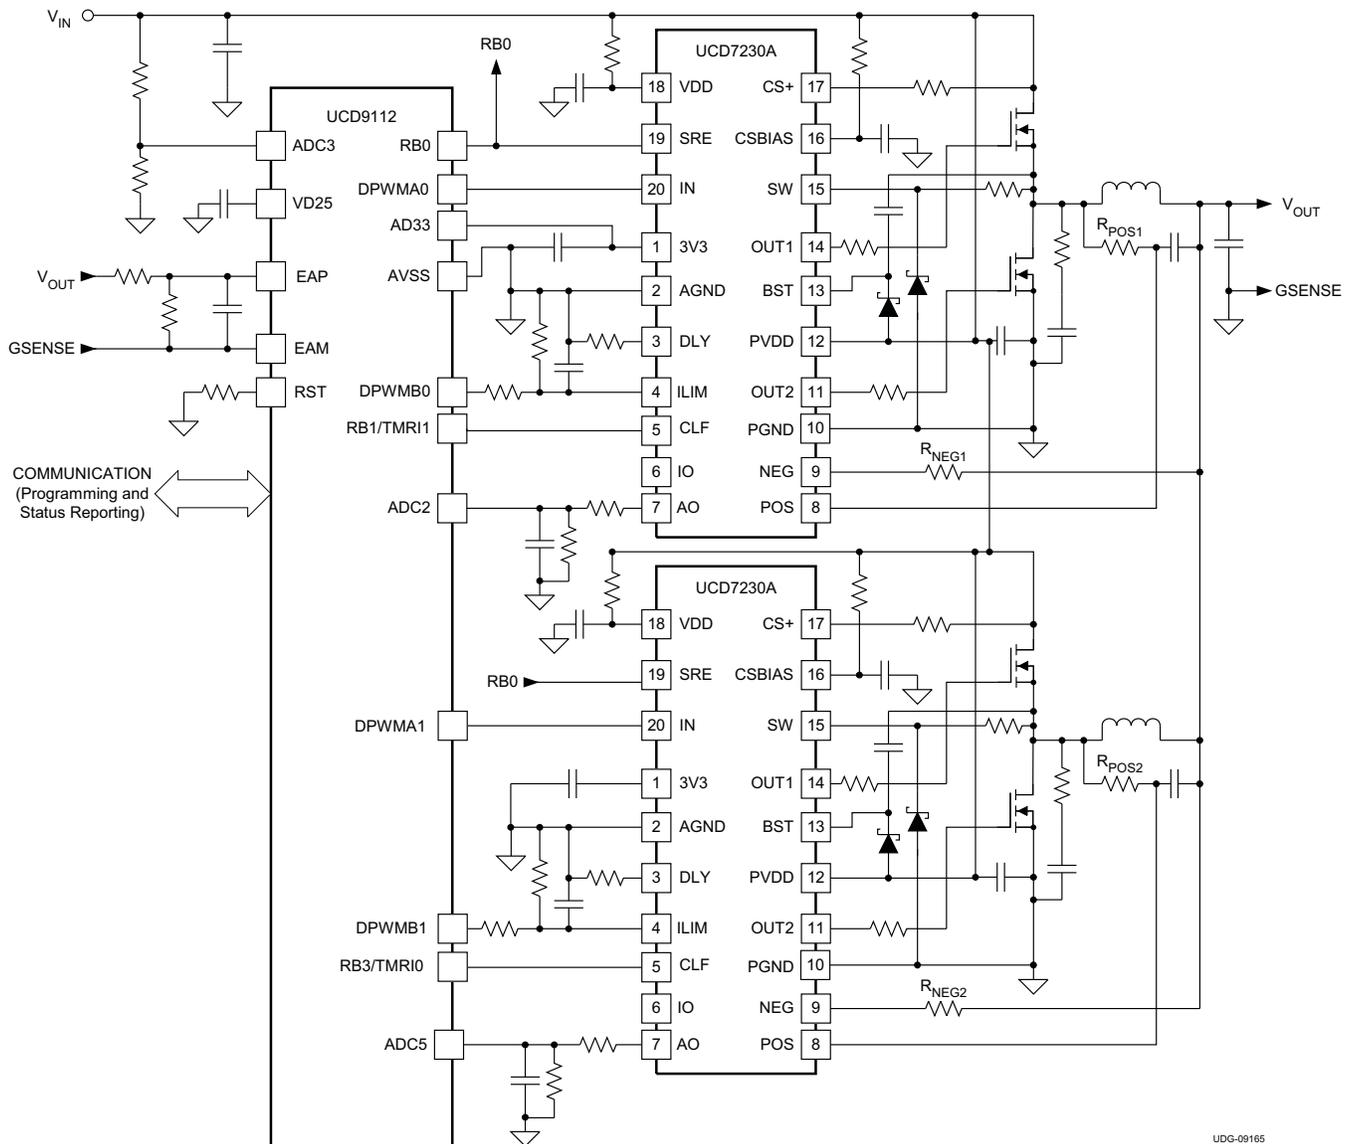 VIN
RB0
UCD7230A
18 VDD CS+ 17
UCD9112
ADC3 RB0 19 SRE CSBIAS 16
DPWMA0 20 IN SW 15
VD25
VOUT
AD33
RPOS1
1 3V3 OUT1 14
VOUT EAP AVSS
2 AGND BST 13 GSENSE
GSENSE EAM 3 DLY PVDD 12
RST DPWMB0 4 ILIM OUT2 11
RB1/TMRI1 5 CLF PGND 10
RNEG1
COMMUNICATION
(Programming and
Status Reporting)
6 IO NEG 9
ADC2 7 AO POS 8
UCD7230A
18 VDD CS+ 17
RB0 19 SRE CSBIAS 16
DPWMA1 20 IN SW 15
RPOS2
1 3V3 OUT1 14
2 AGND BST 13
3 DLY PVDD 12
DPWMB1 4 ILIM OUT2 11
RB3/TMRI0 5 CLF PGND 10
RNEG2
6 IO NEG 9
ADC5 7 AO POS 8
UDG-09165